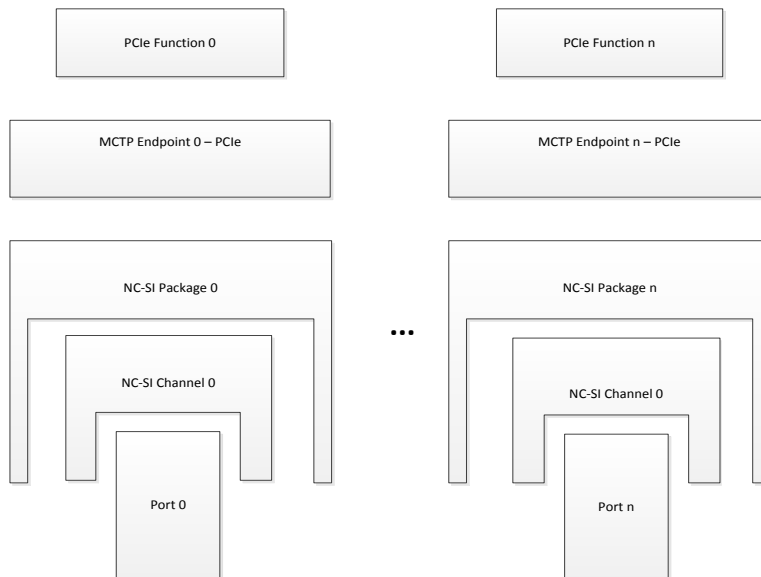 PCIe Function 0
PCIe Function n
MCTP Endpoint 0 – PCIe
MCTP Endpoint n – PCIe
NC-SI Package 0
NC-SI Package n
...
NC-SI Channel 0
NC-SI Channel 0
Port 0
Port n